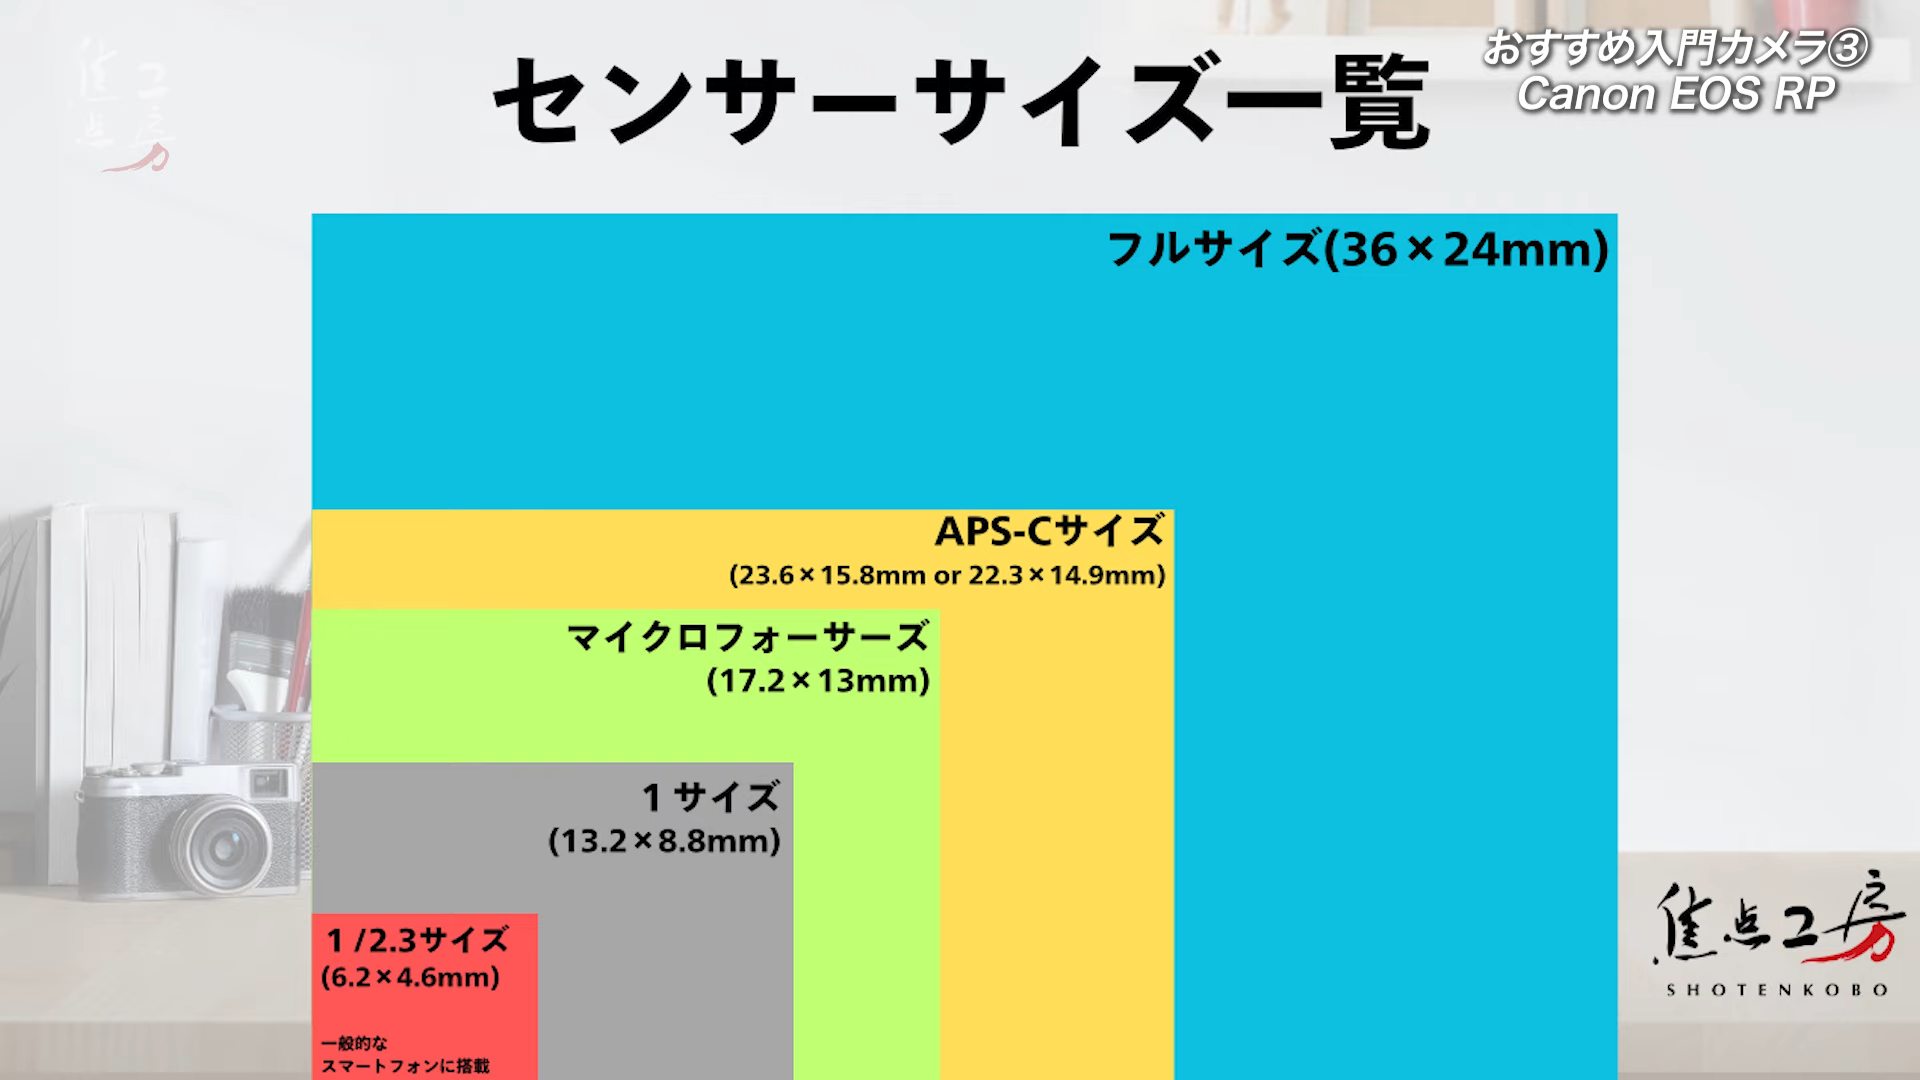 焦点工房
センサーサイズ一覧
おすすめ入門カメラ③
Canon EOS RP
フルサイズ(36×24mm)
APS-Cサイズ
(23.6×15.8mm or 22.3×14.9mm)
マイクロフォーサーズ
(17.2×13mm)
1 サイズ
(13.2×8.8mm)
1 /2.3サイズ
(6.2×4.6mm)
一般的な
スマートフォンに搭載
焦点工房
SHOTENKOBO